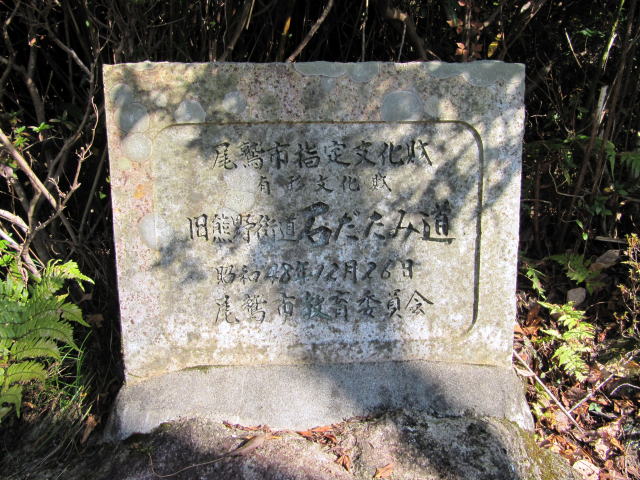 尾鷲市指定文化財
有形文化財
旧熊野街道石だたみ道
昭和48年12月26日
尾鷲市教育委員会